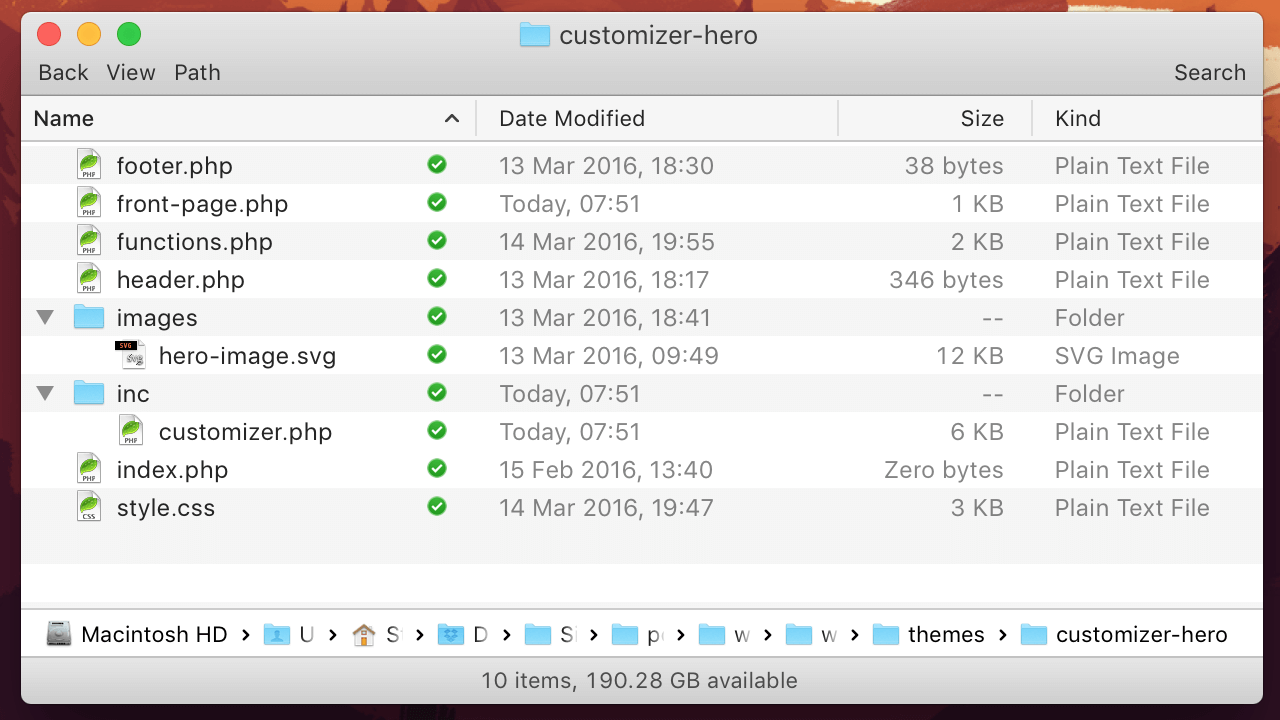 customizer-hero
Back View Path Search
Name Date Modified Size Kind
footer.php 13 Mar 2016, 18:30 38 bytes Plain Text File
front-page.php Today, 07:51 1 KB Plain Text File
functions.php 14 Mar 2016, 19:55 2 KB Plain Text File
header.php 13 Mar 2016, 18:17 346 bytes Plain Text File
images 13 Mar 2016, 18:41 -- Folder
hero-image.svg 13 Mar 2016, 09:49 12 KB SVG Image
inc Today, 07:51 -- Folder
customizer.php Today, 07:51 6 KB Plain Text File
index.php 15 Feb 2016, 13:40 Zero bytes Plain Text File
style.css 14 Mar 2016, 19:47 3 KB Plain Text File
Macintosh HD › U › S › D › Si › p › w › w › themes › customizer-hero
10 items, 190.28 GB available